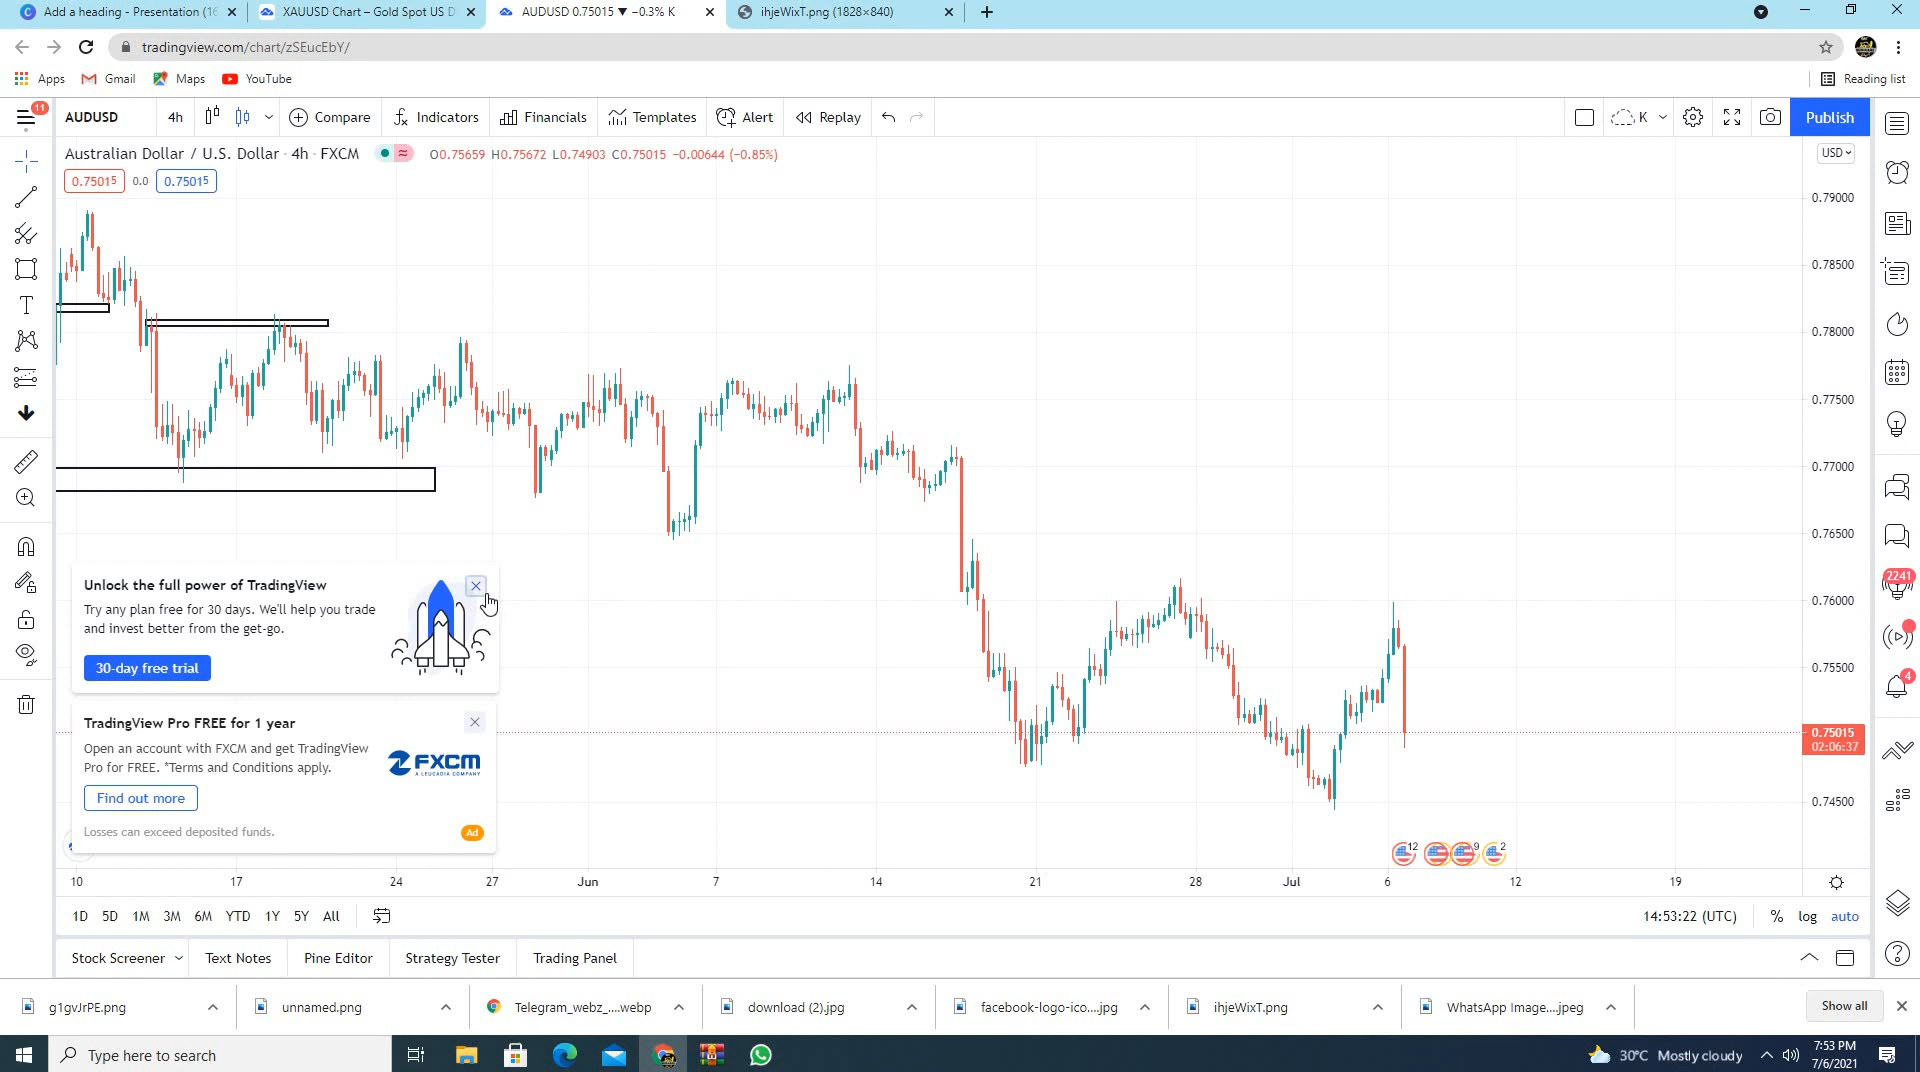 Add a heading - Presentation (16
XAUUSD Chart – Gold Spot US D
AUDUSD 0.75015 ▼ −0.3% K
ihjeWixT.png (1828×840)
tradingview.com/chart/zSEucEbY/
Apps
Gmail
Maps
YouTube
Reading list
11
AUDUSD
4h
Compare
Indicators
Financials
Templates
Alert
Replay
K
Publish
Australian Dollar / U.S. Dollar · 4h · FXCM
O0.75659 H0.75672 L0.74903 C0.75015 −0.00644 (−0.85%)
USD
0.75015
0.0
0.75015
0.79000
0.78500
0.78000
0.77500
0.77000
0.76500
0.76000
0.75500
0.75015
02:06:37
0.74500
2241
4
Unlock the full power of TradingView
Try any plan free for 30 days. We'll help you trade
and invest better from the get-go.
30-day free trial
TradingView Pro FREE for 1 year
Open an account with FXCM and get TradingView
Pro for FREE. *Terms and Conditions apply.
FXCM
A LEUCADIA COMPANY
Find out more
Losses can exceed deposited funds.
Ad
12
9
2
10
17
24
27
Jun
7
14
21
28
Jul
6
12
19
1D
5D
1M
3M
6M
YTD
1Y
5Y
All
14:53:22 (UTC)
%
log
auto
Stock Screener
Text Notes
Pine Editor
Strategy Tester
Trading Panel
g1gvJrPE.png
unnamed.png
Telegram_webz_....webp
download (2).jpg
facebook-logo-ico....jpg
ihjeWixT.png
WhatsApp Image....jpeg
Show all
Type here to search
30°C Mostly cloudy
7:53 PM
7/6/2021